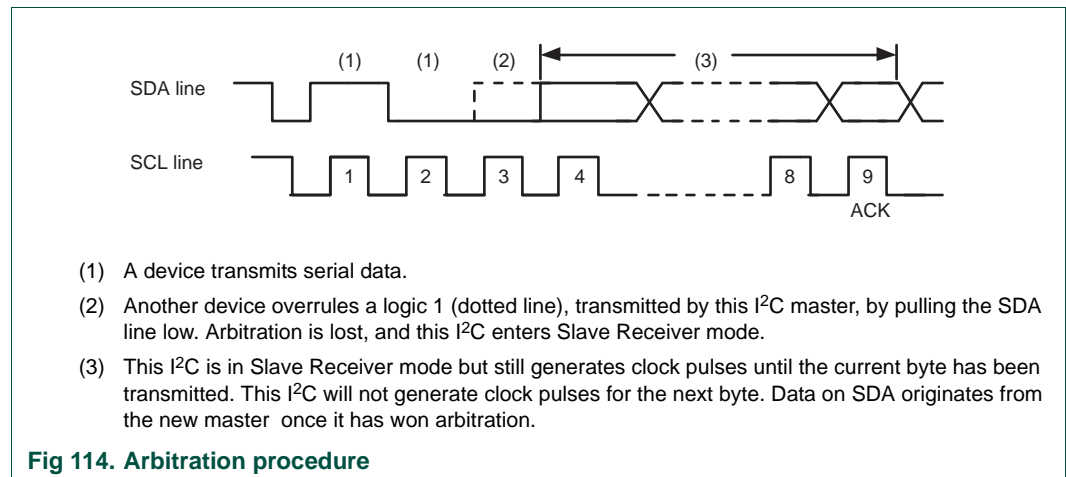 (1) (1) (2) (3)
SDA line
SCL line
1 2 3 4 8 9
ACK
(1) A device transmits serial data.
(2) Another device overrules a logic 1 (dotted line), transmitted by this I2C master, by pulling the SDA
line low. Arbitration is lost, and this I2C enters Slave Receiver mode.
(3) This I2C is in Slave Receiver mode but still generates clock pulses until the current byte has been
transmitted. This I2C will not generate clock pulses for the next byte. Data on SDA originates from
the new master once it has won arbitration.
Fig 114. Arbitration procedure